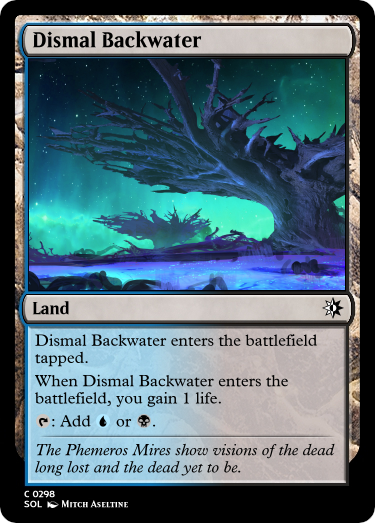 Dismal Backwater
Land
Dismal Backwater enters the battlefield
tapped.
When Dismal Backwater enters the
battlefield, you gain 1 life.
: Add or .
The Phemeros Mires show visions of the dead
long lost and the dead yet to be.
C 0298
SOL Mitch Aseltine